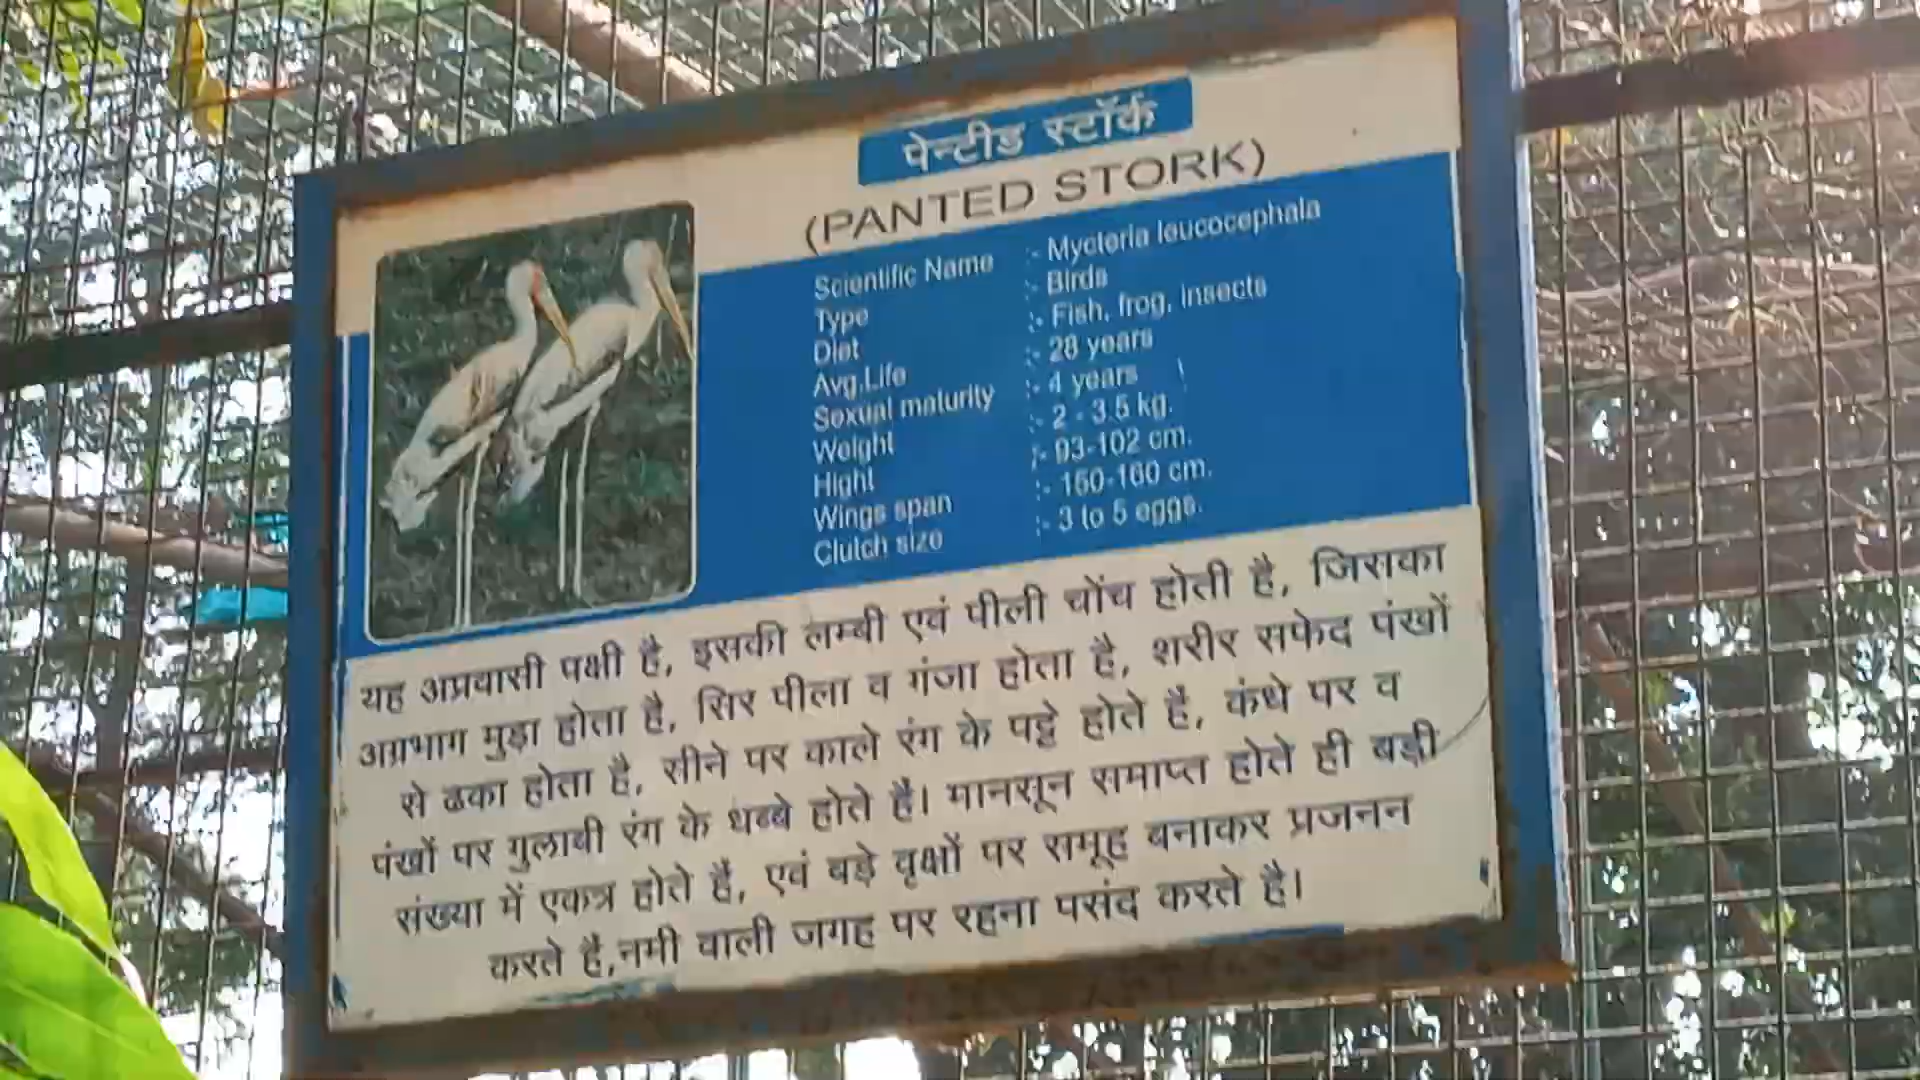 पेन्टीड स्टॉर्क
(PANTED STORK)
Scientific Name :- Mycteria leucocephala
Type :- Birds
Diet :- Fish, frog, insects
Avg.Life :- 28 years
Sexual maturity :- 4 years
Weight :- 2 - 3.5 kg.
Hight :- 93-102 cm.
Wings span :- 150-160 cm.
Clutch size :- 3 to 5 eggs.
यह अप्रवासी पक्षी है, इसकी लम्बी एवं पीली चोंच होती है, जिसका
अग्रभाग मुड़ा होता है, सिर पीला व गंजा होता है, शरीर सफेद पंखों
से ढका होता है, सीने पर काले रंग के पट्टे होते है, कंधे पर व
पंखों पर गुलाबी रंग के धब्बे होते है। मानसून समाप्त होते ही बड़ी
संख्या में एकत्र होते है, एवं बड़े वृक्षों पर समूह बनाकर प्रजनन
करते है,नमी वाली जगह पर रहना पसंद करते है।